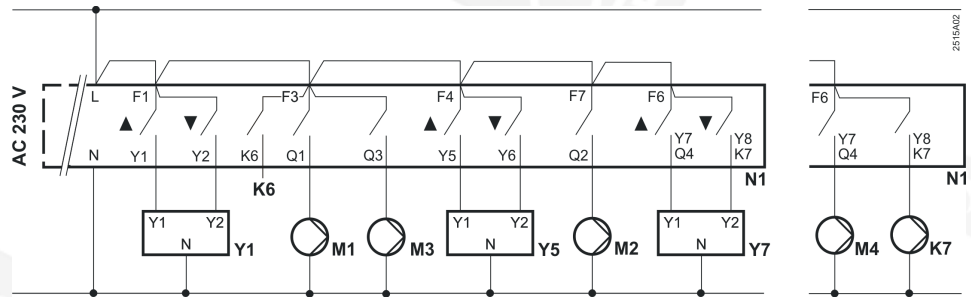 2515A02
AC 230 V
L F1 F3 F4 F7 F6 F6
▲ ▼ ▲ ▼ ▲ ▼
Y7 Y8 Y7 Y8
N Y1 Y2 K6 Q1 Q3 Y5 Y6 Q2 Q4 K7 Q4 K7
K6 N1 N1
Y1 Y2 Y1 Y2 Y1 Y2
N Y1 M1 M3 N Y5 M2 N Y7 M4 K7